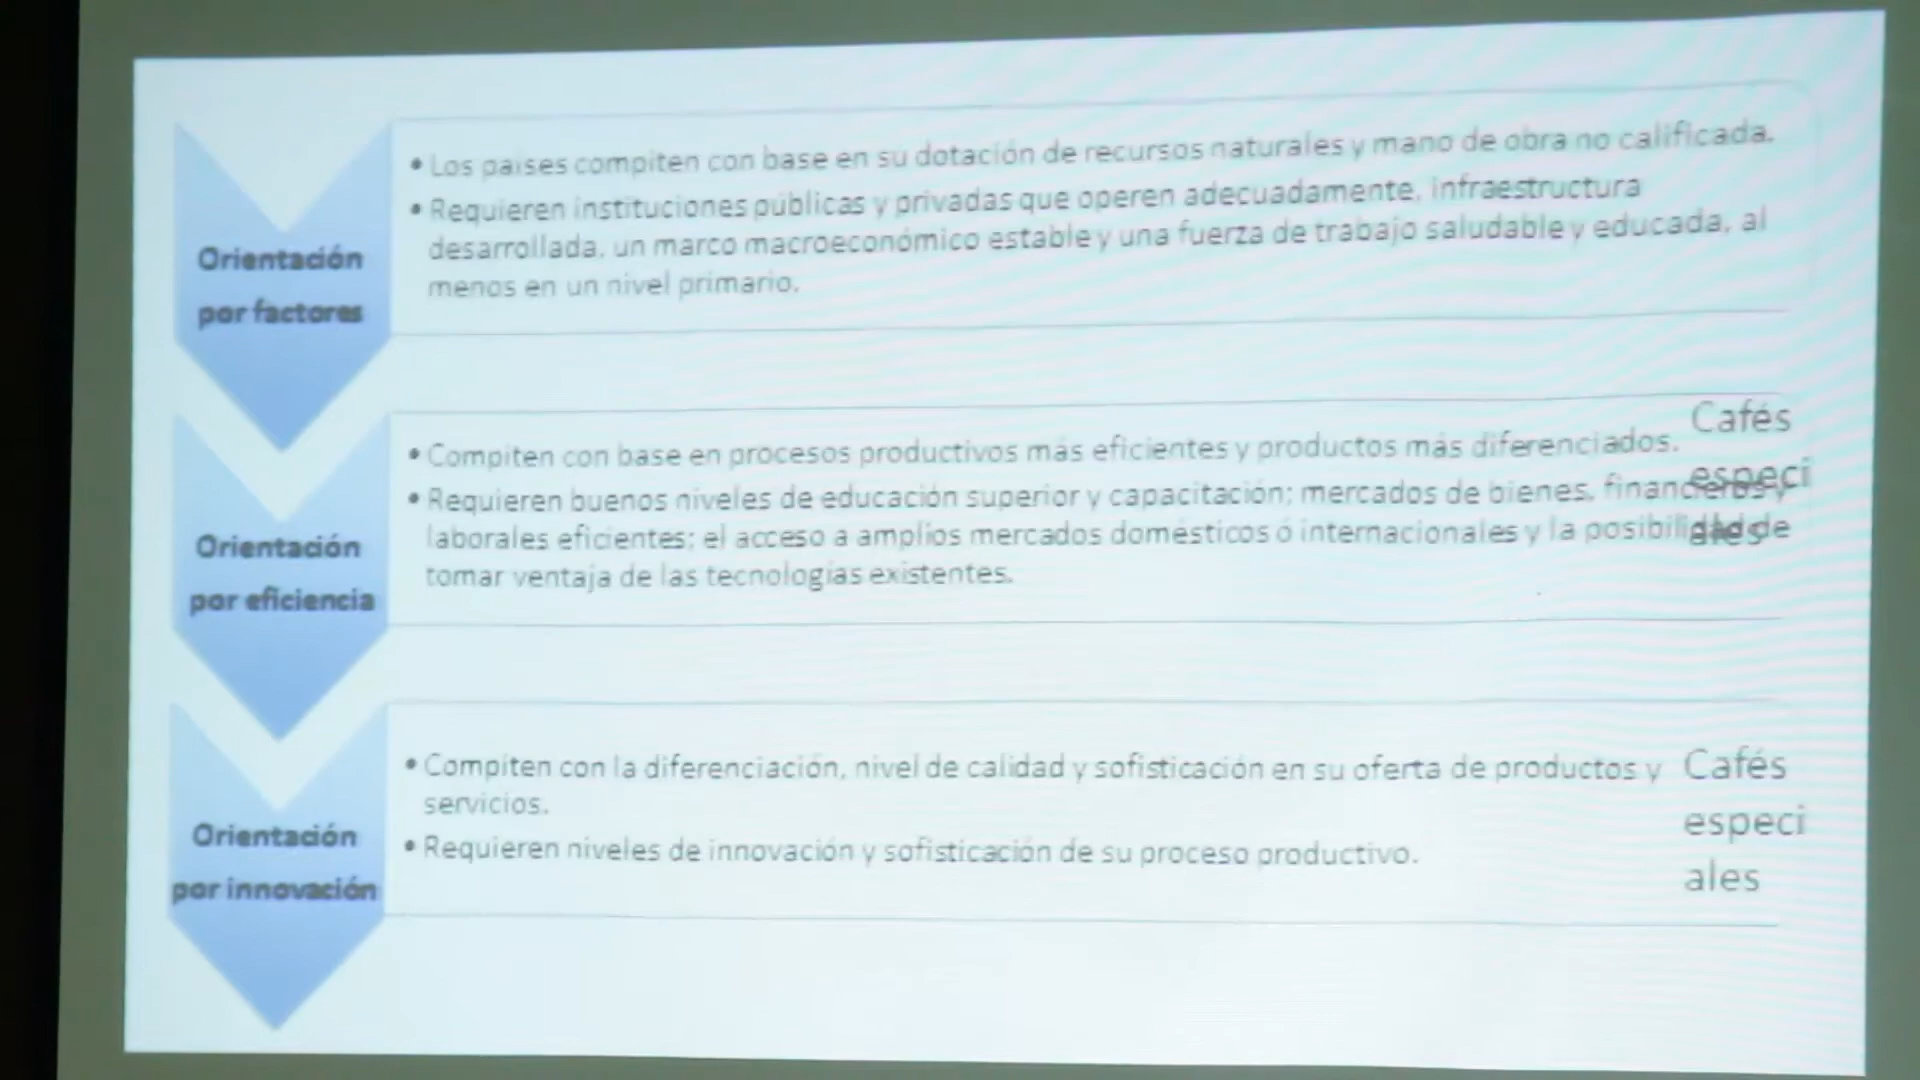 Orientación
por factores
• Los países compiten con base en su dotación de recursos naturales y mano de obra no calificada.
• Requieren instituciones públicas y privadas que operen adecuadamente, infraestructura
desarrollada, un marco macroeconómico estable y una fuerza de trabajo saludable y educada, al
menos en un nivel primario.
Orientación
por eficiencia
• Compiten con base en procesos productivos más eficientes y productos más diferenciados.
• Requieren buenos niveles de educación superior y capacitación; mercados de bienes, financieros y
laborales eficientes; el acceso a amplios mercados domésticos ó internacionales y la posibilidad de
tomar ventaja de las tecnologías existentes.
Cafés
especi
ales
Orientación
por innovación
• Compiten con la diferenciación, nivel de calidad y sofisticación en su oferta de productos y
servicios.
• Requieren niveles de innovación y sofisticación de su proceso productivo.
Cafés
especi
ales